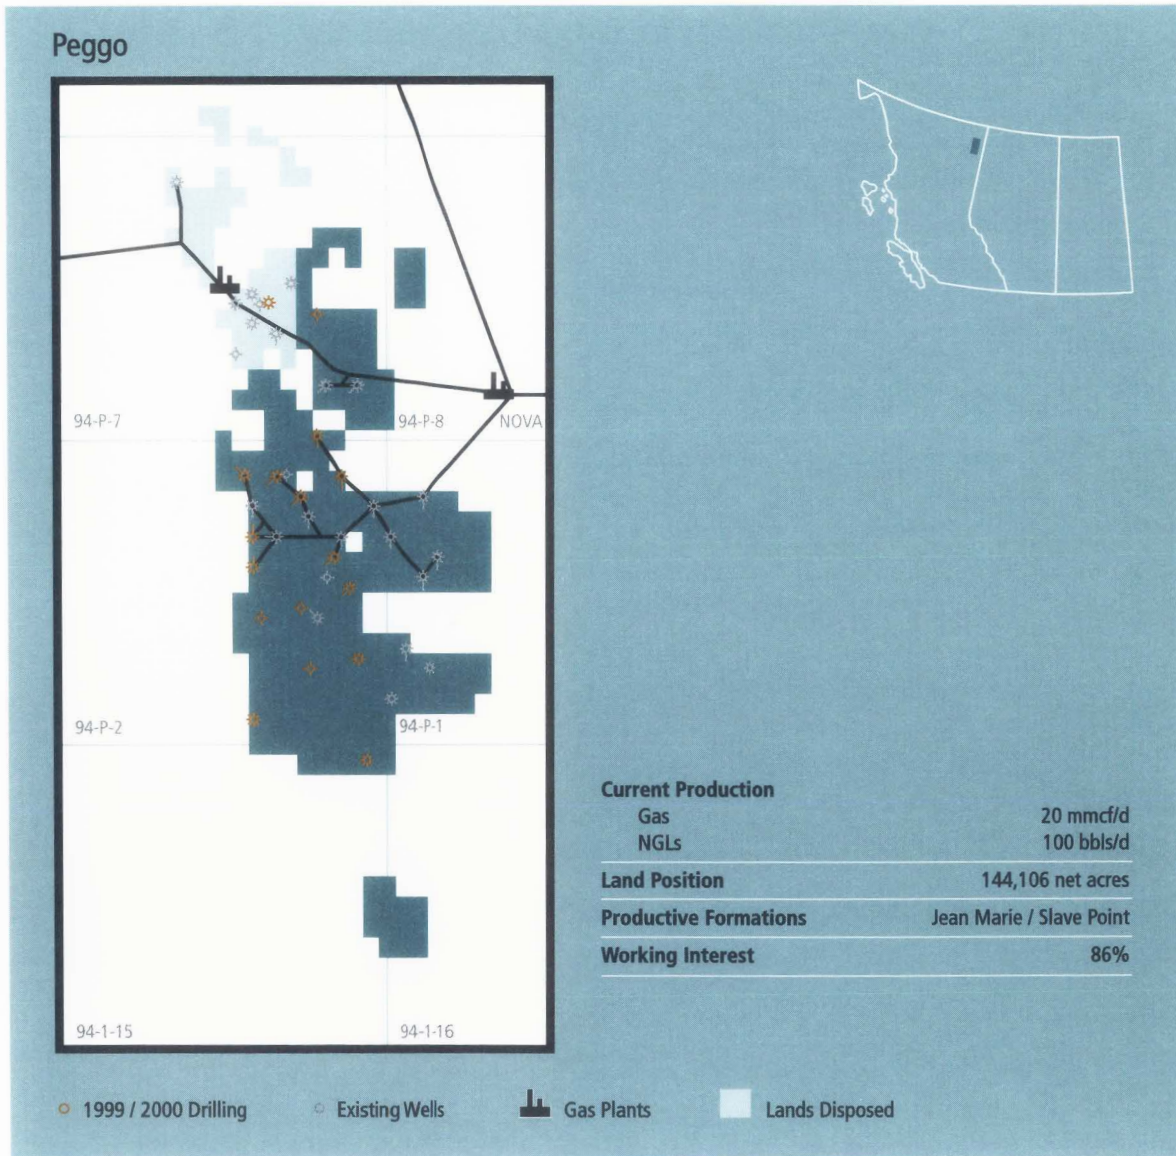 Peggo
94-P-7
94-P-8
NOVA
94-P-2
94-P-1
94-1-15
94-1-16
Current Production
Gas 20 mmcf/d
NGLs 100 bbls/d
Land Position 144,106 net acres
Productive Formations Jean Marie / Slave Point
Working Interest 86%
1999 / 2000 Drilling
Existing Wells
Gas Plants
Lands Disposed